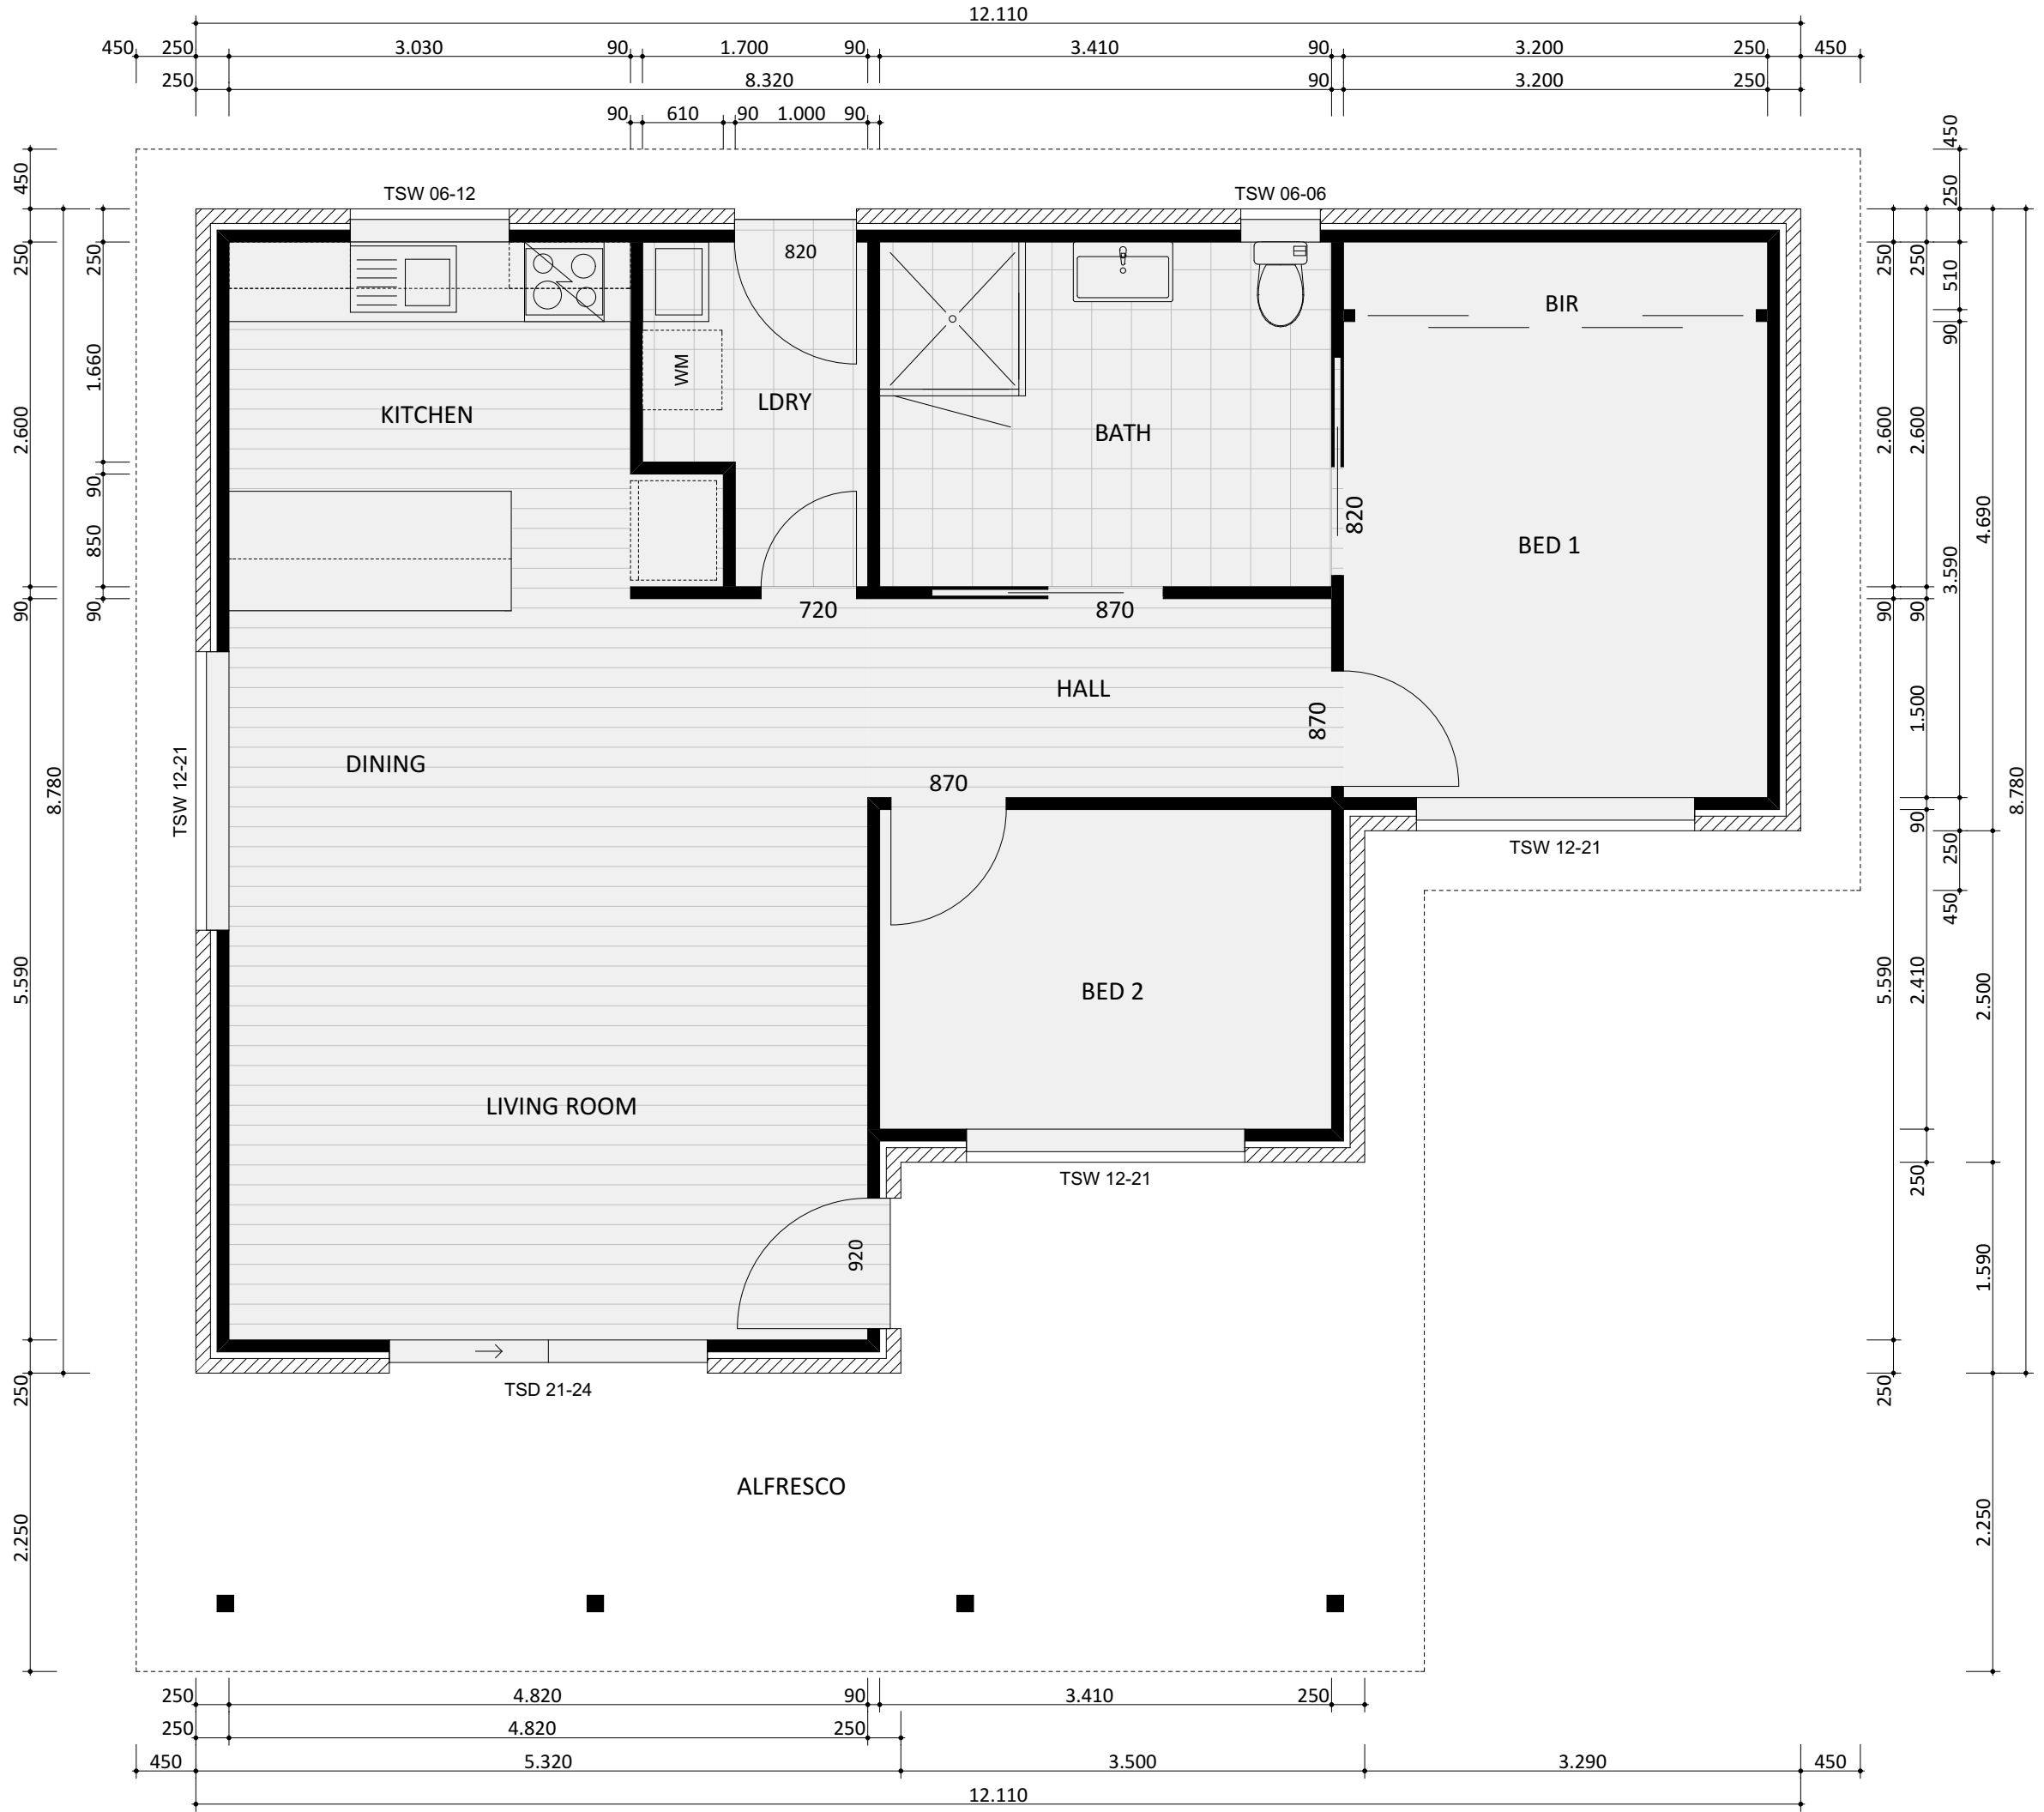 12.110
450 250 3.030 90 1.700 90 3.410 90 3.200 250 450
250 8.320 90 3.200 250
90 610 90 1.000 90
TSW 06-12
TSW 06-06
450
250
2.600
90
5.590
250
2.250
8.780
250
1.660
90
850
90
820
BIR
WM
LDRY
KITCHEN
BATH
820
BED 1
720
870
HALL
870
DINING
870
TSW 12-21
TSW 12-21
BED 2
LIVING ROOM
TSW 12-21
920
TSD 21-24
ALFRESCO
250
2.600
90
5.590
250
250
2.600
90
1.500
90
2.410
250
450
250
510
90
3.590
250
450
4.690
2.500
1.590
2.250
8.780
250 4.820 90 3.410 250
250 4.820 250
450 5.320 3.500 3.290 450
12.110